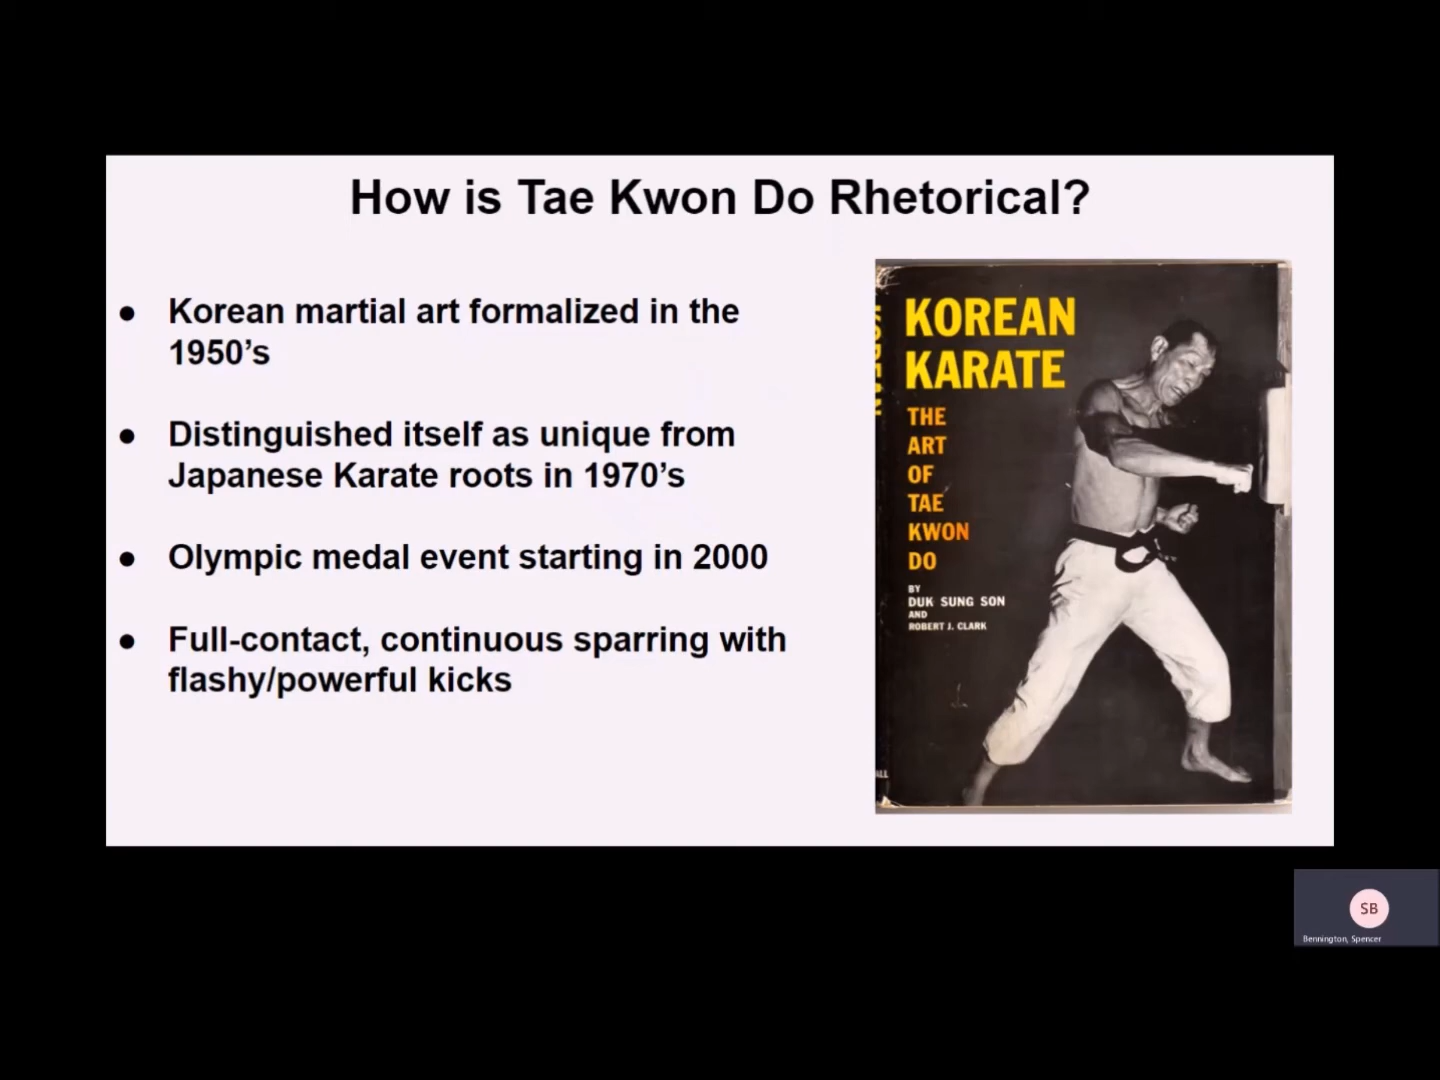 How is Tae Kwon Do Rhetorical?
● Korean martial art formalized in the
1950’s
● Distinguished itself as unique from
Japanese Karate roots in 1970’s
● Olympic medal event starting in 2000
● Full-contact, continuous sparring with
flashy/powerful kicks
KOREAN
KOREAN
KARATE
THE
ART
OF
TAE
KWON
DO
BY
DUK SUNG SON
AND
ROBERT J. CLARK
SB
Bennington, Spencer